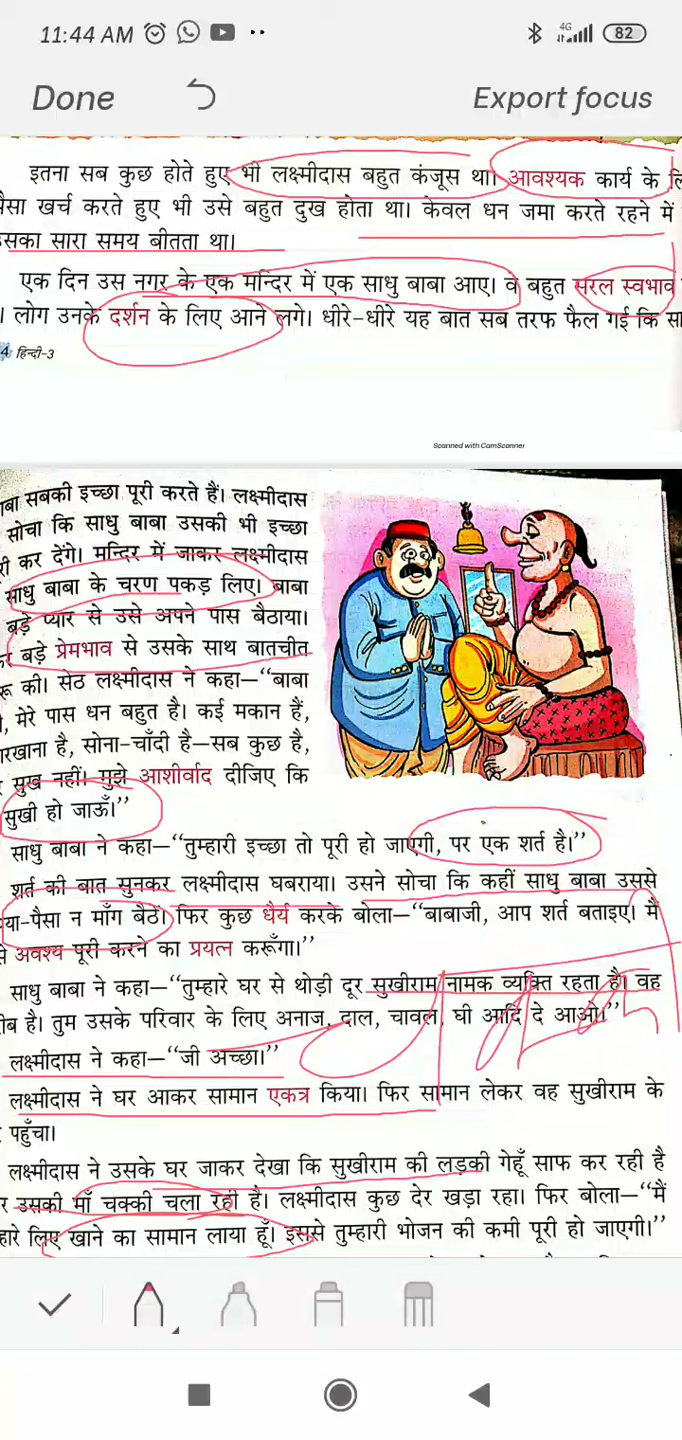 11:44 AM
4G
82
Done
Export focus
इतना सब कुछ होते हुए भी लक्ष्मीदास बहुत कंजूस था। आवश्यक कार्य के
खर्च करते हुए भी उसे बहुत दुख होता था। केवल धन जमा करते रहने में
सारा समय बीतता था।
एक दिन उस नगर के एक मन्दिर में एक साधु बाबा आए। वे बहुत सरल स्वभाव
लोग उनके दर्शन के लिए आने लगे। धीरे-धीरे यह बात सब तरफ फैल गई कि
4 हिन्दी-3
Scanned with CamScanner
सबकी इच्छा पूरी करते हैं। लक्ष्मीदास
सोचा कि साधु बाबा उसकी भी इच्छा
कर देंगे। मन्दिर में जाकर लक्ष्मीदास
साधु बाबा के चरण पकड़ लिए। बाबा
बड़े प्यार से उसे अपने पास बैठाया।
बड़े प्रेमभाव से उसके साथ बातचीत
की। सेठ लक्ष्मीदास ने कहा—“बाबा
मेरे पास धन बहुत है। कई मकान हैं,
है, सोना-चाँदी है—सब कुछ है,
सुख नहीं। मुझे आशीर्वाद दीजिए कि
सुखी हो जाऊँ।”
साधु बाबा ने कहा—“तुम्हारी इच्छा तो पूरी हो जाएगी, पर एक शर्त है।”
शर्त की बात सुनकर लक्ष्मीदास घबराया। उसने सोचा कि कहीं साधु बाबा उससे
पैसा न माँग बैठें। फिर कुछ धैर्य करके बोला—“बाबाजी, आप शर्त बताइए। मैं
अवश्य पूरी करने का प्रयत्न करूँगा।”
साधु बाबा ने कहा—“तुम्हारे घर से थोड़ी दूर सुखीराम नामक व्यक्ति रहता है। वह
है। तुम उसके परिवार के लिए अनाज, दाल, चावल, घी आदि दे आओ।”
लक्ष्मीदास ने कहा—“जी अच्छा।”
लक्ष्मीदास ने घर आकर सामान एकत्र किया। फिर सामान लेकर वह सुखीराम के
पहुँचा।
लक्ष्मीदास ने उसके घर जाकर देखा कि सुखीराम की लड़की गेहूँ साफ कर रही है
उसकी माँ चक्की चला रही है। लक्ष्मीदास कुछ देर खड़ा रहा। फिर बोला—“मैं
लिए खाने का सामान लाया हूँ। इससे तुम्हारी भोजन की कमी पूरी हो जाएगी।”